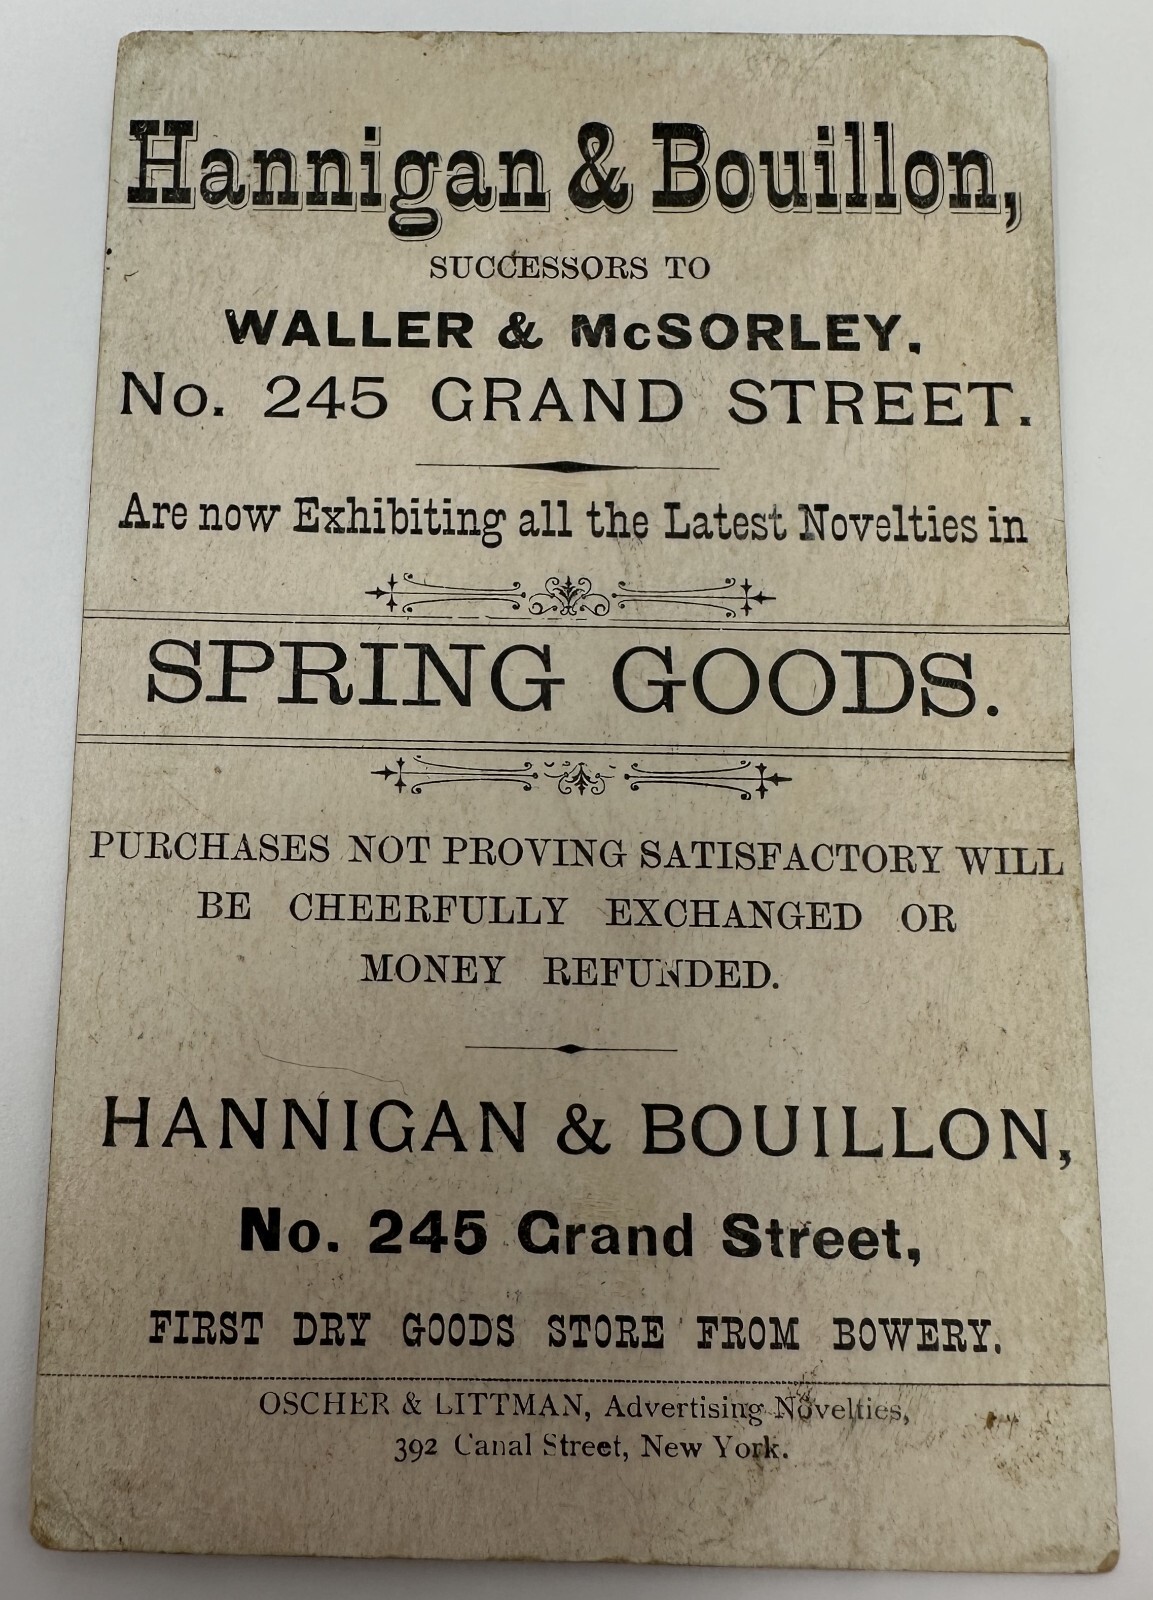 Hannigan & Bouillon,
SUCCESSORS TO
WALLER & McSORLEY.
No. 245 GRAND STREET.
Are now Exhibiting all the Latest Novelties in
SPRING GOODS.
PURCHASES NOT PROVING SATISFACTORY WILL
BE CHEERFULLY EXCHANGED OR
MONEY REFUNDED.
HANNIGAN & BOUILLON,
No. 245 Grand Street,
FIRST DRY GOODS STORE FROM BOWERY.
OSCHER & LITTMAN, Advertising Novelties,
392 Canal Street, New York.